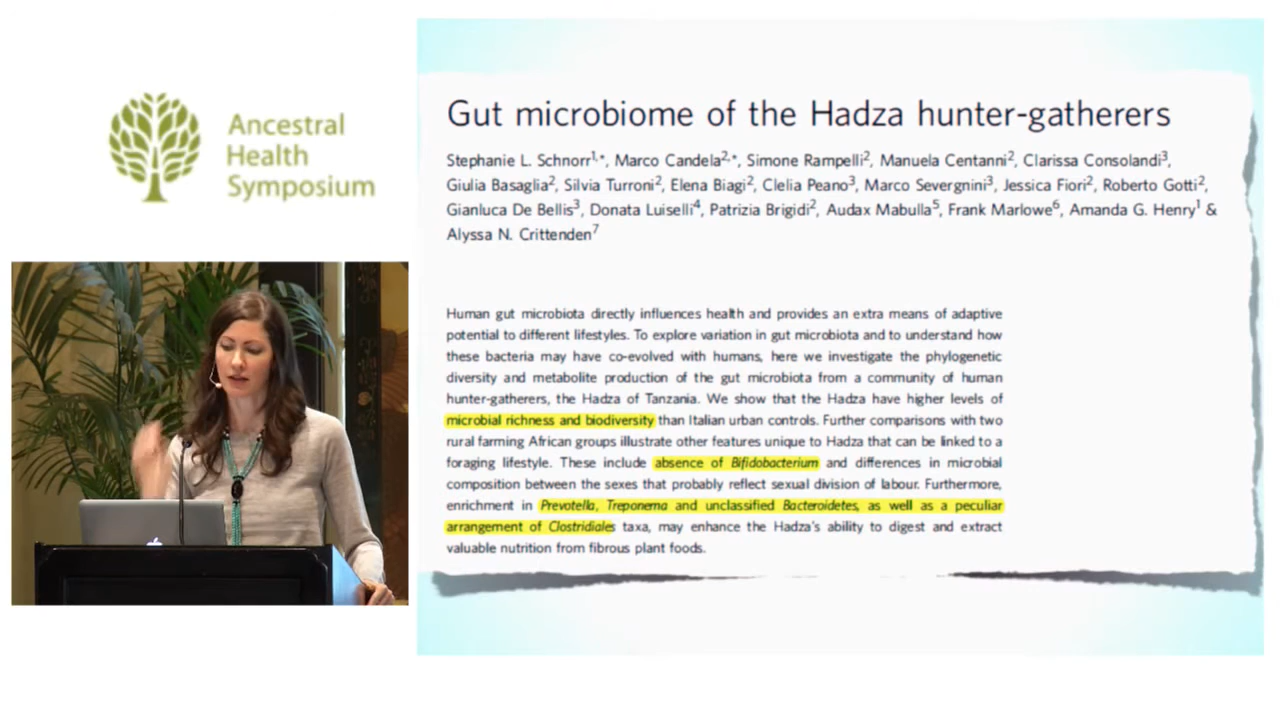 Ancestral
Health
Symposium
Gut microbiome of the Hadza hunter-gatherers
Stephanie L. Schnorr1,*, Marco Candela2,*, Simone Rampelli2, Manuela Centanni2, Clarissa Consolandi3,
Giulia Basaglia2, Silvia Turroni2, Elena Biagi2, Clelia Peano3, Marco Severgnini3, Jessica Fiori2, Roberto Gotti2,
Gianluca De Bellis3, Donata Luiselli4, Patrizia Brigidi2, Audax Mabulla5, Frank Marlowe6, Amanda G. Henry1 &
Alyssa N. Crittenden7
Human gut microbiota directly influences health and provides an extra means of adaptive
potential to different lifestyles. To explore variation in gut microbiota and to understand how
these bacteria may have co-evolved with humans, here we investigate the phylogenetic
diversity and metabolite production of the gut microbiota from a community of human
hunter-gatherers, the Hadza of Tanzania. We show that the Hadza have higher levels of
microbial richness and biodiversity than Italian urban controls. Further comparisons with two
rural farming African groups illustrate other features unique to Hadza that can be linked to a
foraging lifestyle. These include absence of Bifidobacterium and differences in microbial
composition between the sexes that probably reflect sexual division of labour. Furthermore,
enrichment in Prevotella, Treponema and unclassified Bacteroidetes, as well as a peculiar
arrangement of Clostridiales taxa, may enhance the Hadza's ability to digest and extract
valuable nutrition from fibrous plant foods.